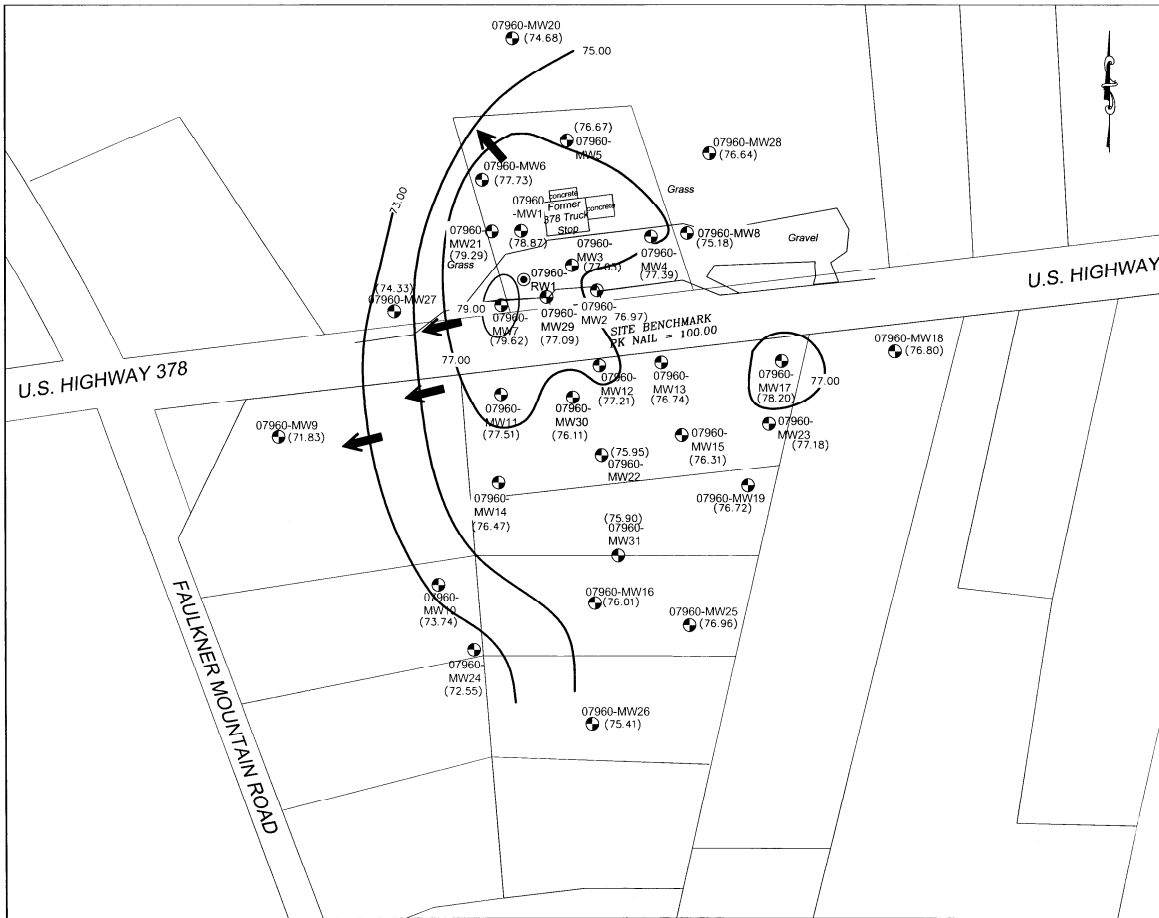 07960-MW20
(74.68)
75.00
(76.67)
07960-
MW5
07960-MW28
(76.64)
07960-MW6
(77.73)
Grass
73.00
concrete
concrete
Former
378 Truck
Stop
07960
-MW1
(78.87)
07960-
MW21
(79.29)
Grass
07960-
MW3
(77.83)
07960-
MW4
(77.39)
07960-MW8
(75.18)
Gravel
U.S. HIGHWAY
(74.33)
07960-MW27
07960-
RW1
79.00
07960-
MW7
(79.62)
07960-
MW29
(77.09)
07960-
MW2
76.97)
SITE BENCHMARK
PK NAIL = 100.00
07960-MW18
(76.80)
77.00
U.S. HIGHWAY 378
07960-
MW12
(77.21)
07960-
MW13
(76.74)
07960-
MW17
(78.20)
77.00
07960-
MW11
(77.51)
07960-
MW30
(76.11)
07960-MW9
(71.83)
07960-
MW15
(76.31)
07960-
MW23
(77.18)
(75.95)
07960-
MW22
07960-
MW14
(76.47)
07960-MW19
(76.72)
(75.90)
07960-
MW31
07960-
MW10
(73.74)
07960-MW16
(76.01)
07960-MW25
(76.96)
07960-
MW24
(72.55)
07960-MW26
(75.41)
FAULKNER MOUNTAIN ROAD